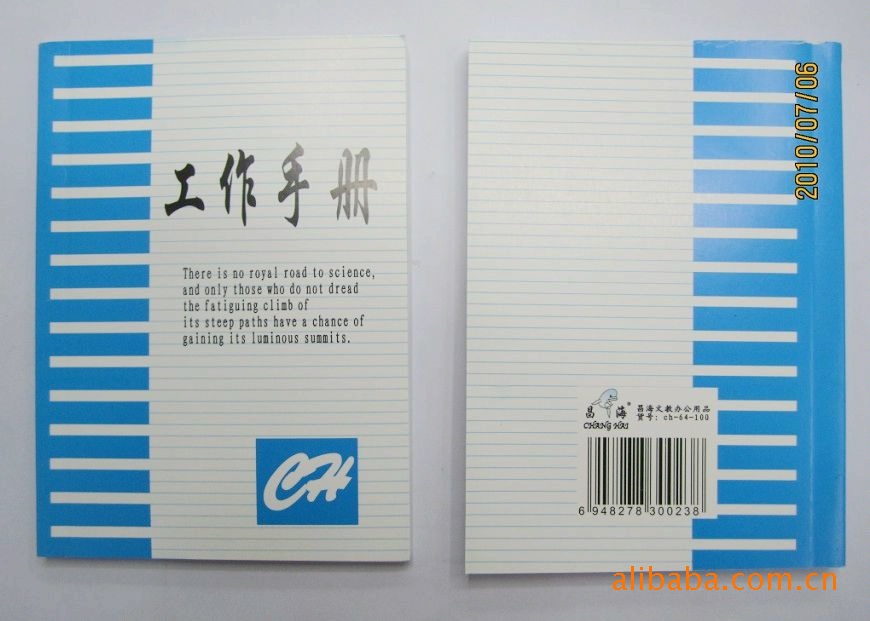 工作手册
There is no royal road to science,
and only those who do not dread
the fatiguing climb of
its steep paths have a chance of
gaining its luminous summits.
CH
2010/07/06
昌海®
CHANG HAI
昌海文教办公用品
货号: ch-64-100
6 948278 300238
alibaba.com.cn